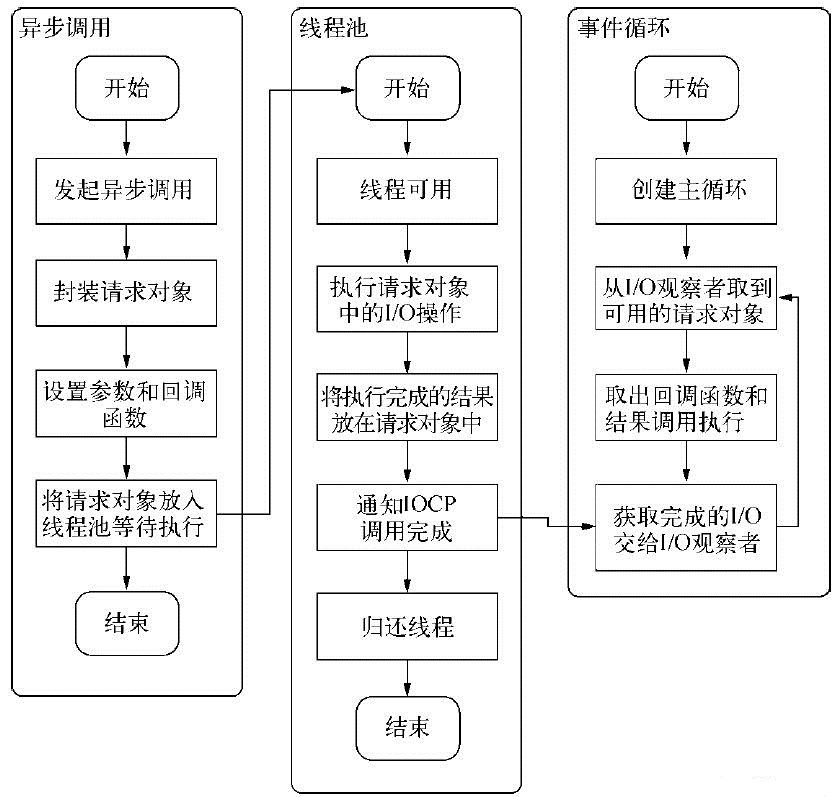 异步调用
开始
发起异步调用
封装请求对象
设置参数和回调
函数
将请求对象放入
线程池等待执行
结束
线程池
开始
线程可用
执行请求对象
中的I/O操作
将执行完成的结果
放在请求对象中
通知IOCP
调用完成
归还线程
结束
事件循环
开始
创建主循环
从I/O观察者取到
可用的请求对象
取出回调函数和
结果调用执行
获取完成的I/O
交给I/O观察者